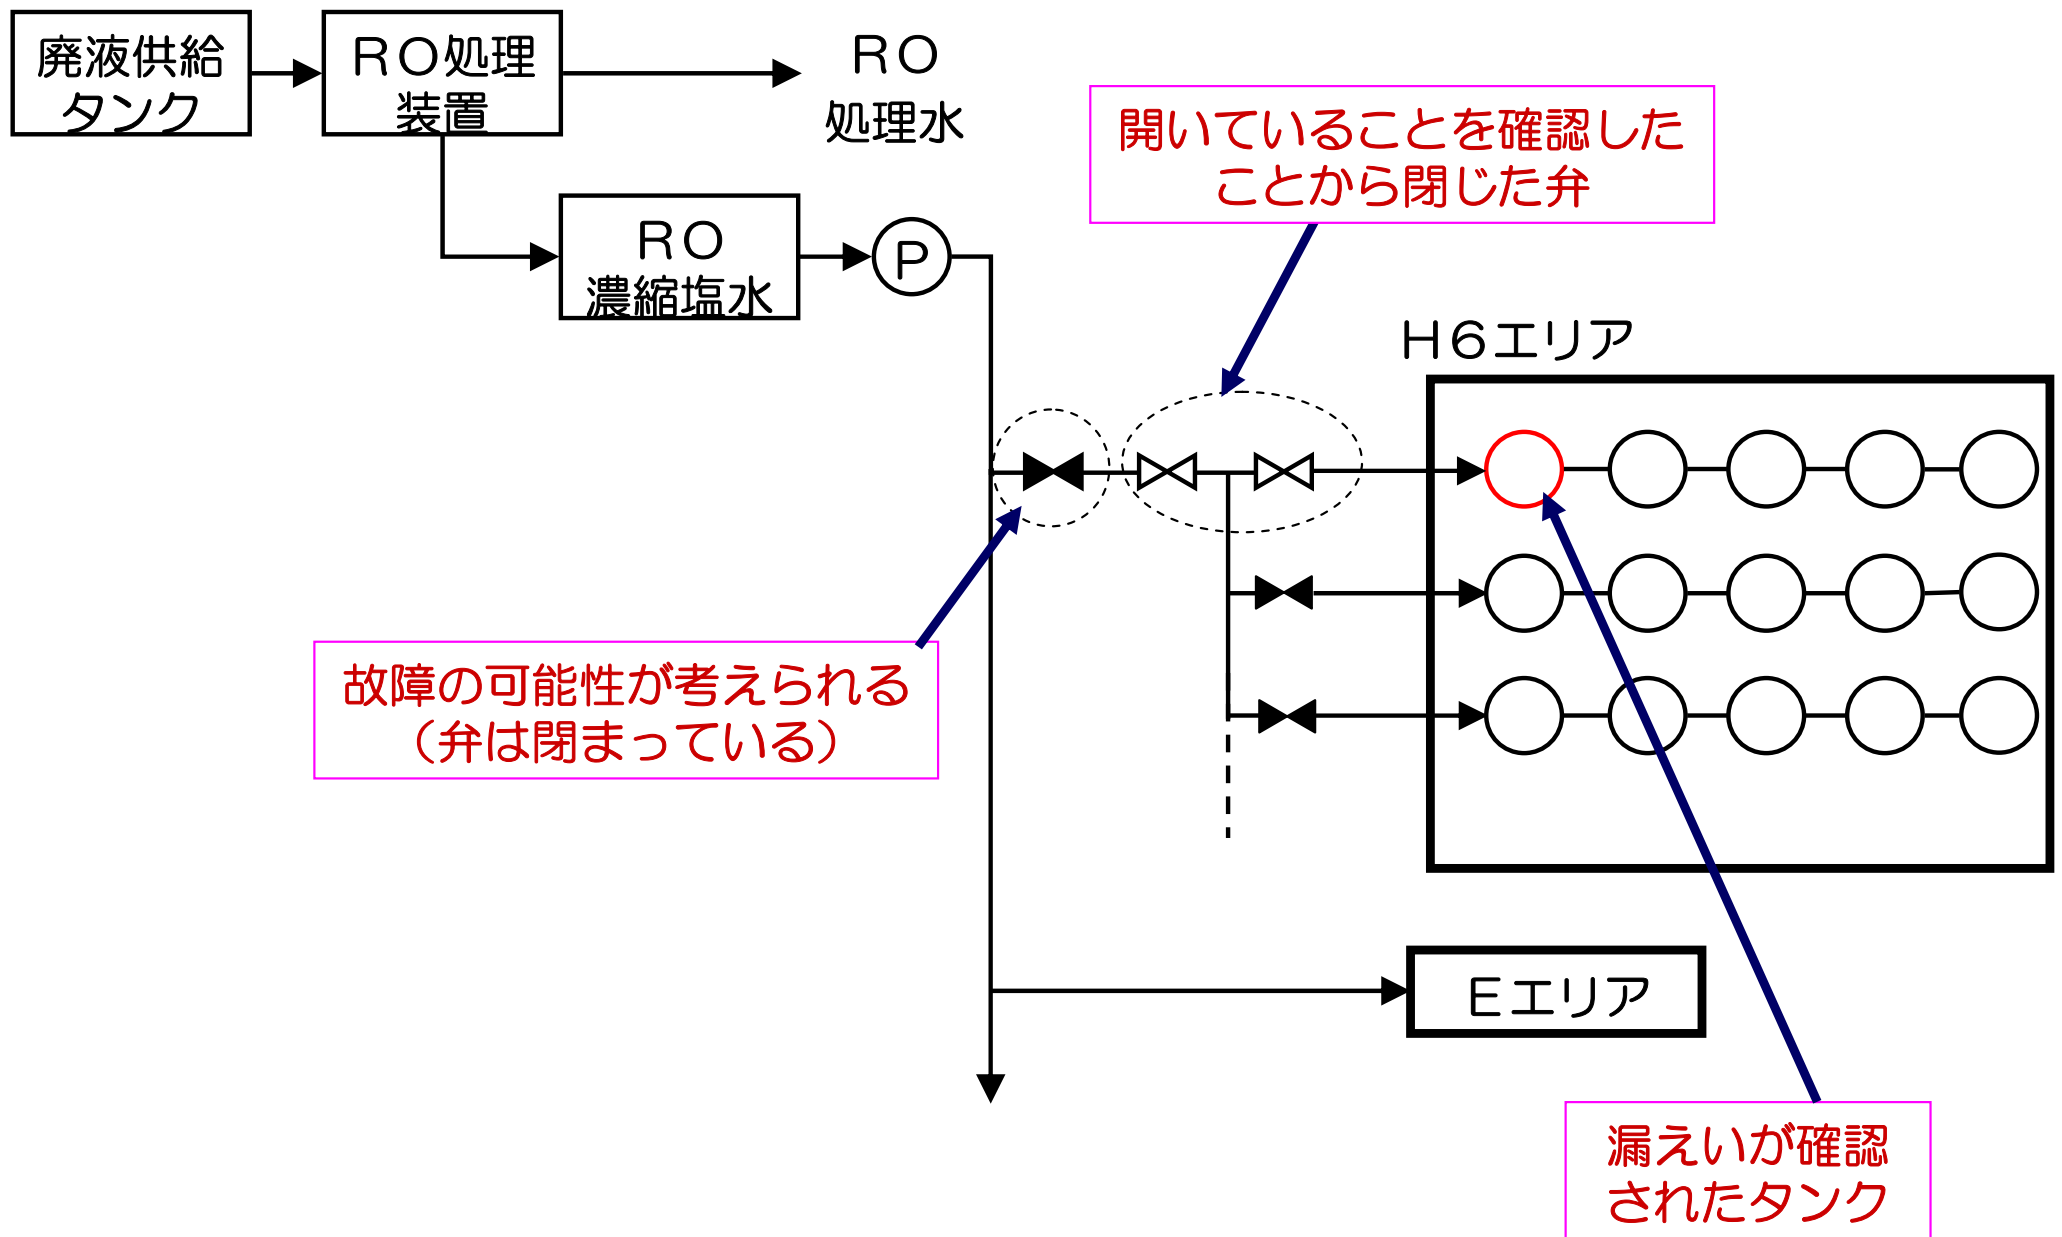 廃液供給
タンク
ＲＯ処理
装置
ＲＯ
処理水
開いていることを確認した
ことから閉じた弁
ＲＯ
濃縮塩水
P
Ｈ６エリア
故障の可能性が考えられる
（弁は閉まっている）
Ｅエリア
漏えいが確認
されたタンク